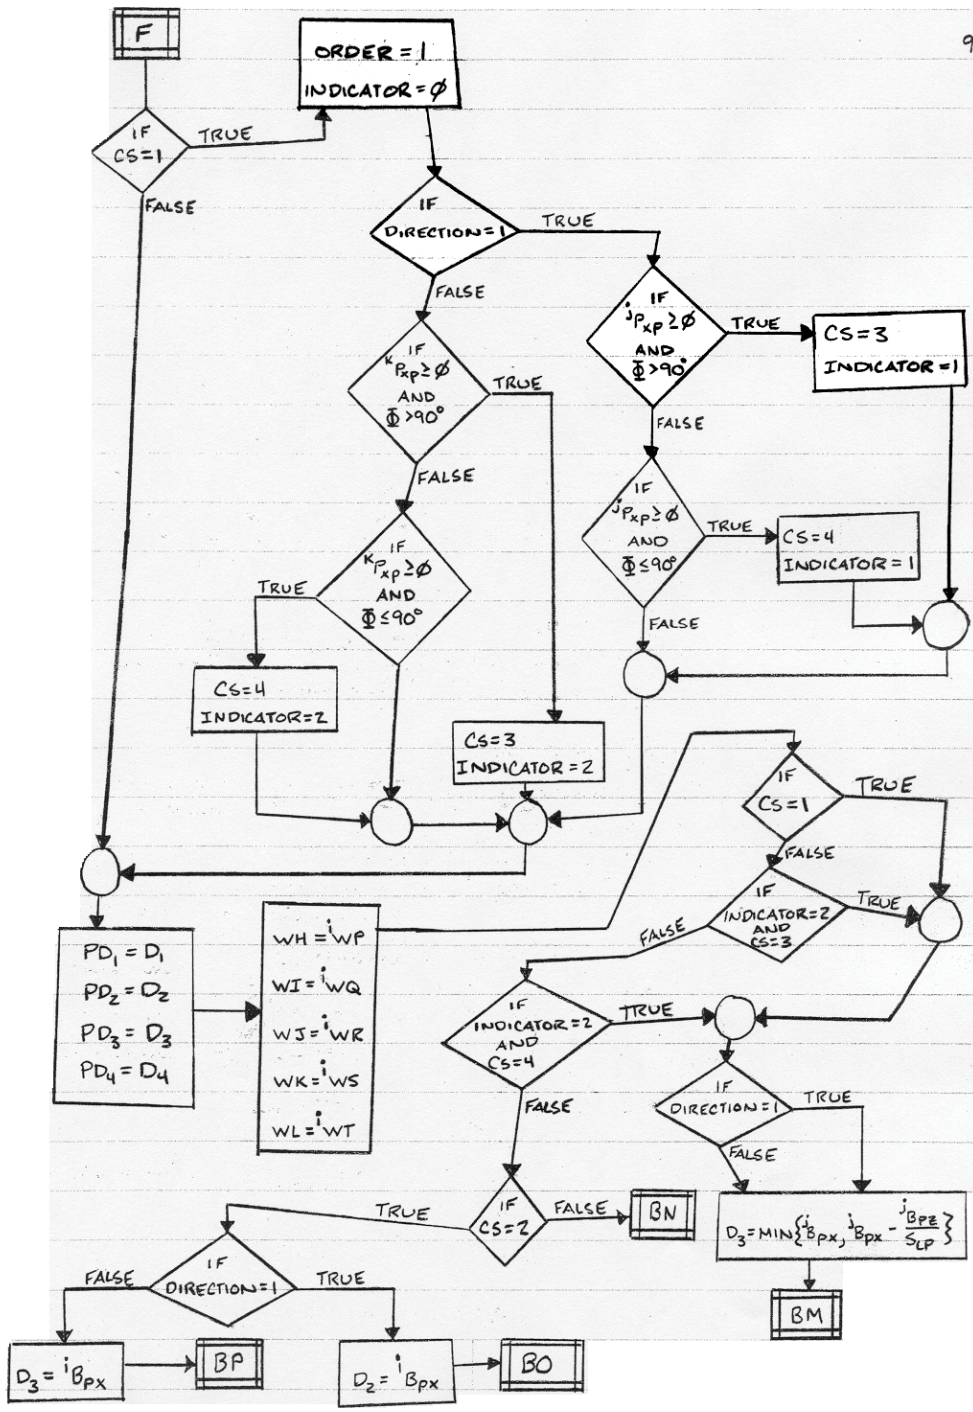 9
F
ORDER = 1
INDICATOR = ∅
IF
CS=1
TRUE
FALSE
IF
DIRECTION=1
TRUE
FALSE
IF
ʲPxp ≥ ∅
AND
Φ > 90°
TRUE
CS=3
INDICATOR=1
FALSE
IF
ᴷPxp ≥ ∅
AND
Φ > 90°
TRUE
FALSE
IF
ʲPxp ≥ ∅
AND
Φ ≤ 90°
TRUE
CS=4
INDICATOR=1
FALSE
IF
ᴷPxp ≥ ∅
AND
Φ ≤ 90°
TRUE
CS=4
INDICATOR=2
CS=3
INDICATOR=2
IF
CS=1
TRUE
FALSE
IF
INDICATOR=2
AND
CS=3
TRUE
FALSE
PD₁ = D₁
PD₂ = D₂
PD₃ = D₃
PD₄ = D₄
WH = ⁱWP
WI = ⁱWQ
WJ = ⁱWR
WK = ⁱWS
WL = ⁱWT
IF
INDICATOR=2
AND
CS=4
TRUE
FALSE
IF
DIRECTION=1
TRUE
FALSE
IF
CS=2
TRUE
FALSE
BN
D₃ = MIN{ʲBpx, ʲBpx - ʲBpz/SLP}
BM
IF
DIRECTION=1
FALSE
TRUE
D₃ = ⁱBpx
BP
D₂ = ⁱBpx
BO